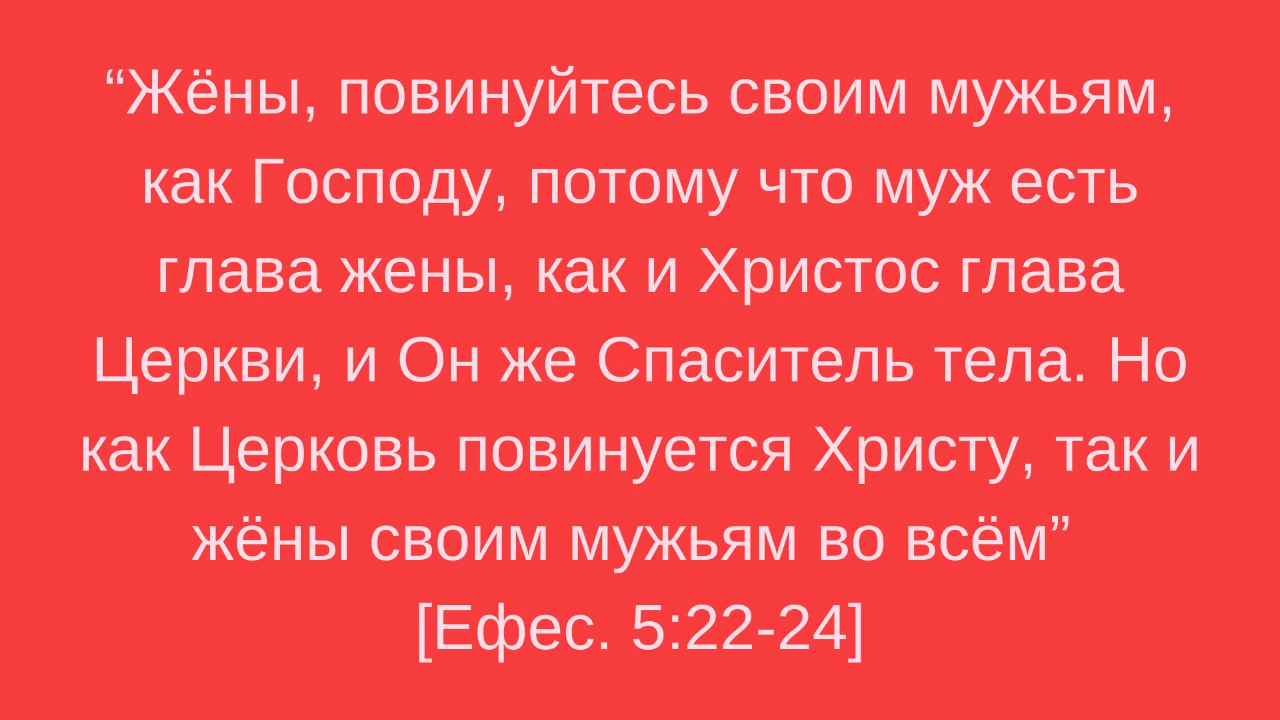 “Жёны, повинуйтесь своим мужьям,
как Господу, потому что муж есть
глава жены, как и Христос глава
Церкви, и Он же Спаситель тела. Но
как Церковь повинуется Христу, так и
жёны своим мужьям во всём”
[Ефес. 5:22-24]